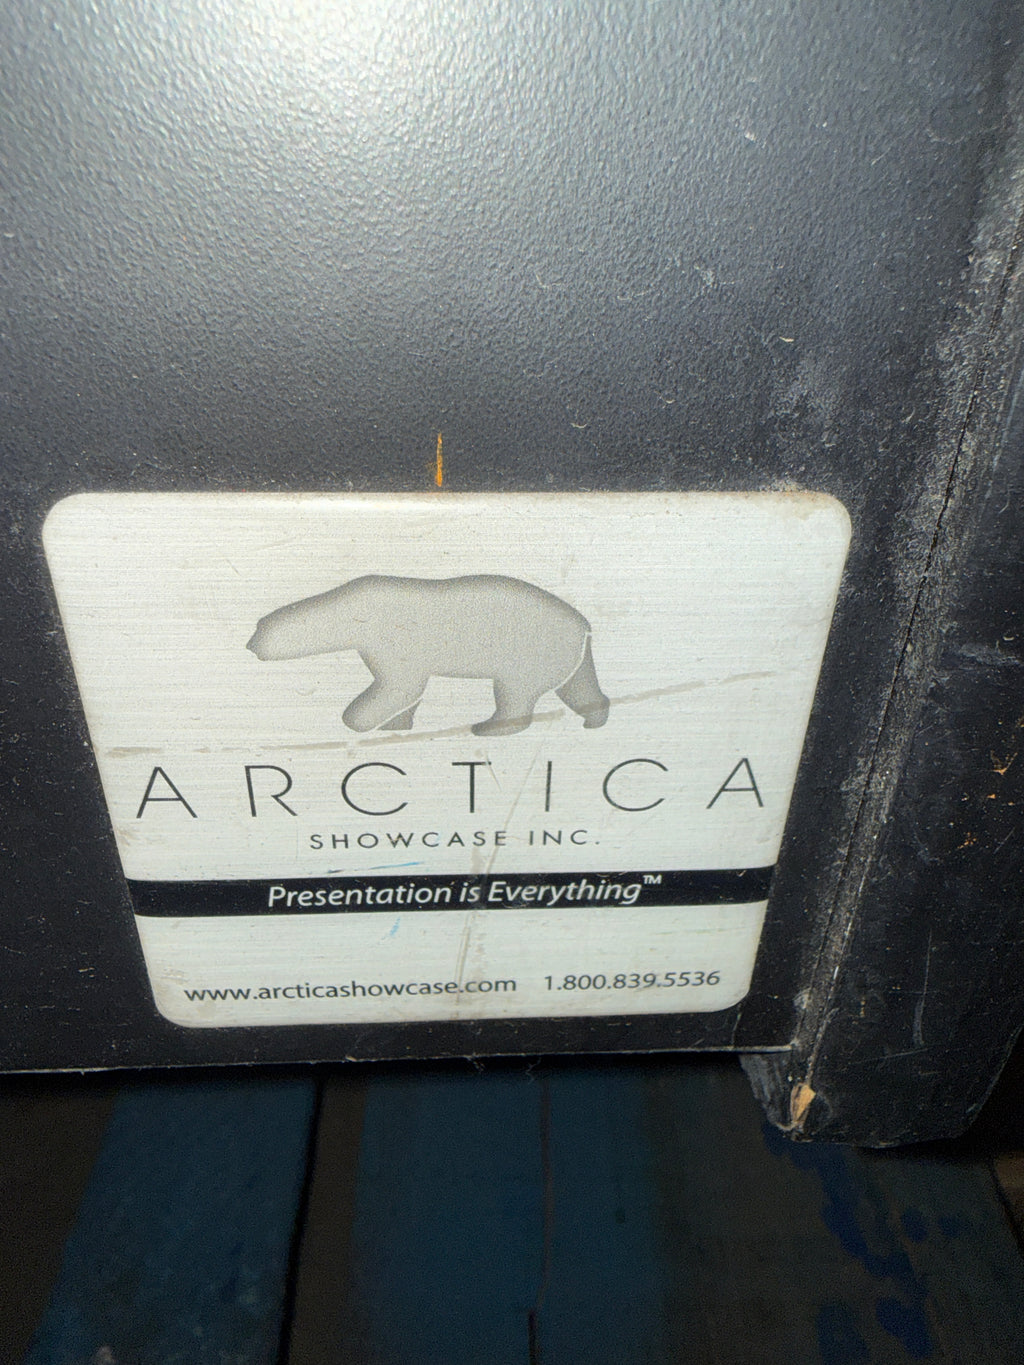 ARCTICA
SHOWCASE INC.
Presentation is Everything™
www.arcticashowcase.com 1.800.839.5536